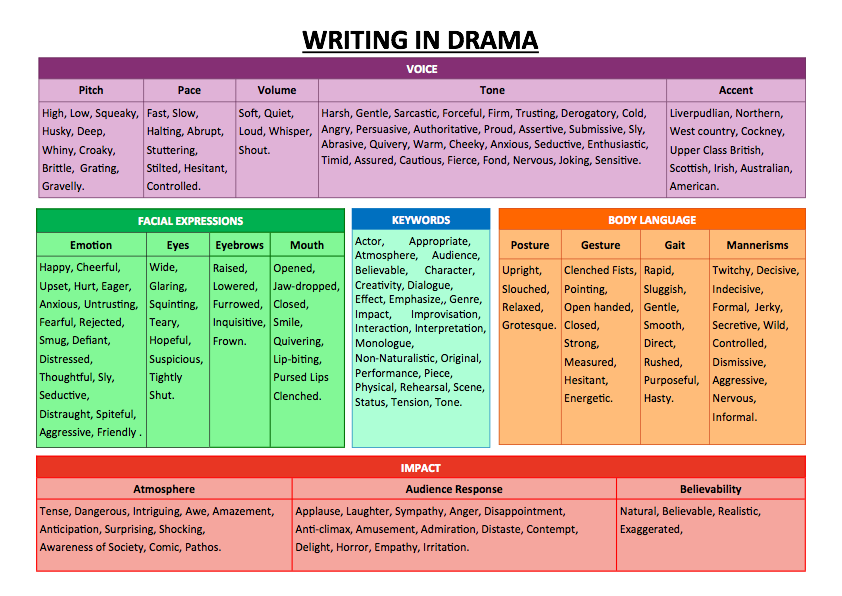 WRITING IN DRAMA
VOICE
Pitch
High, Low, Squeaky,
Husky, Deep,
Whiny, Croaky,
Brittle, Grating,
Gravelly.
Pace
Fast, Slow,
Halting, Abrupt,
Stuttering,
Stilted, Hesitant,
Controlled.
Volume
Soft, Quiet,
Loud, Whisper,
Shout.
Tone
Harsh, Gentle, Sarcastic, Forceful, Firm, Trusting, Derogatory, Cold,
Angry, Persuasive, Authoritative, Proud, Assertive, Submissive, Sly,
Abrasive, Quivery, Warm, Cheeky, Anxious, Seductive, Enthusiastic,
Timid, Assured, Cautious, Fierce, Fond, Nervous, Joking, Sensitive.
Accent
Liverpudlian, Northern,
West country, Cockney,
Upper Class British,
Scottish, Irish, Australian,
American.
FACIAL EXPRESSIONS
Emotion
Happy, Cheerful,
Upset, Hurt, Eager,
Anxious, Untrusting,
Fearful, Rejected,
Smug, Defiant,
Distressed,
Thoughtful, Sly,
Seductive,
Distraught, Spiteful,
Aggressive, Friendly .
Eyes
Wide,
Glaring,
Squinting,
Teary,
Hopeful,
Suspicious,
Tightly
Shut.
Eyebrows
Raised,
Lowered,
Furrowed,
Inquisitive,
Frown.
Mouth
Opened,
Jaw-dropped,
Closed,
Smile,
Quivering,
Lip-biting,
Pursed Lips
Clenched.
KEYWORDS
Actor, Appropriate,
Atmosphere, Audience,
Believable, Character,
Creativity, Dialogue,
Effect, Emphasize,, Genre,
Impact, Improvisation,
Interaction, Interpretation,
Monologue,
Non-Naturalistic, Original,
Performance, Piece,
Physical, Rehearsal, Scene,
Status, Tension, Tone.
BODY LANGUAGE
Posture
Upright,
Slouched,
Relaxed,
Grotesque.
Gesture
Clenched Fists,
Pointing,
Open handed,
Closed,
Strong,
Measured,
Hesitant,
Energetic.
Gait
Rapid,
Sluggish,
Gentle,
Smooth,
Direct,
Rushed,
Purposeful,
Hasty.
Mannerisms
Twitchy, Decisive,
Indecisive,
Formal, Jerky,
Secretive, Wild,
Controlled,
Dismissive,
Aggressive,
Nervous,
Informal.
IMPACT
Atmosphere
Tense, Dangerous, Intriguing, Awe, Amazement,
Anticipation, Surprising, Shocking,
Awareness of Society, Comic, Pathos.
Audience Response
Applause, Laughter, Sympathy, Anger, Disappointment,
Anti-climax, Amusement, Admiration, Distaste, Contempt,
Delight, Horror, Empathy, Irritation.
Believability
Natural, Believable, Realistic,
Exaggerated,